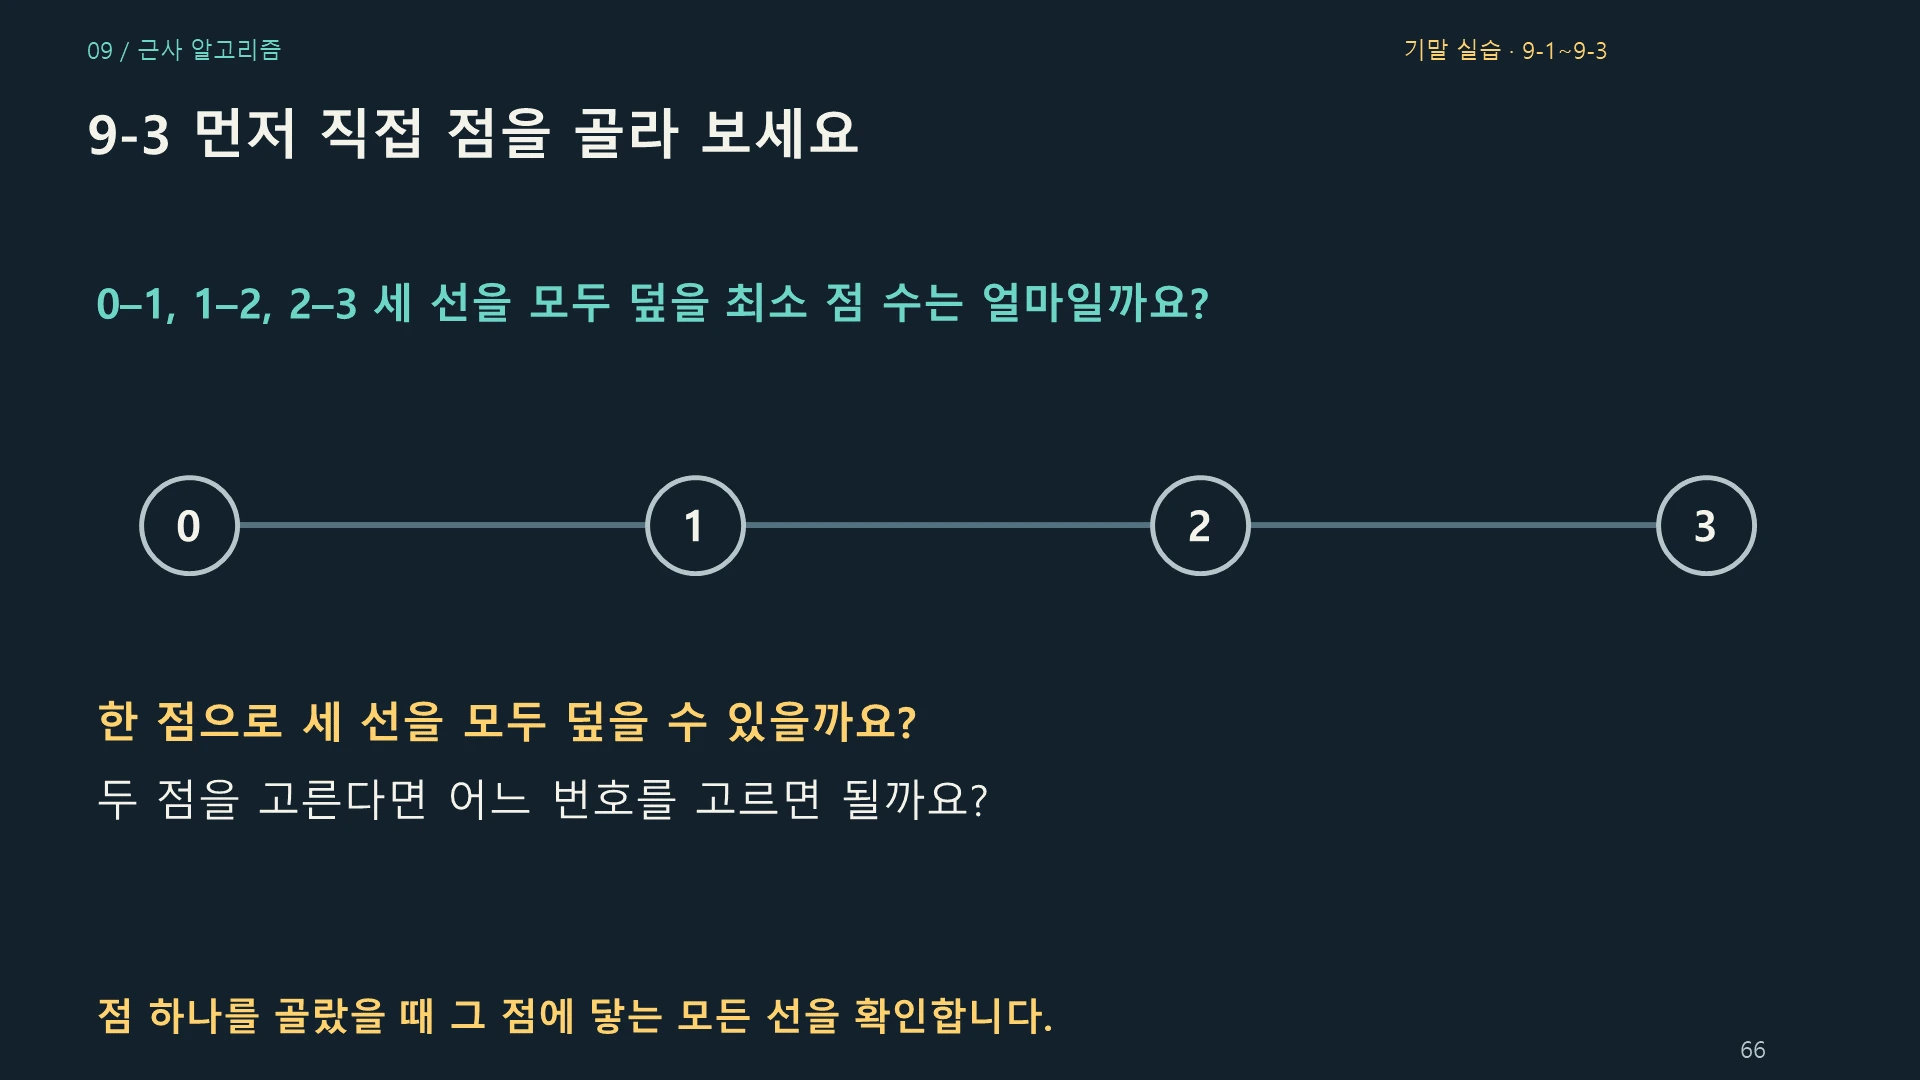 09 / 근사 알고리즘
기말 실습 · 9-1~9-3
9-3 먼저 직접 점을 골라 보세요
0–1, 1–2, 2–3 세 선을 모두 덮을 최소 점 수는 얼마일까요?
0 1 2 3
한 점으로 세 선을 모두 덮을 수 있을까요?
두 점을 고른다면 어느 번호를 고르면 될까요?
점 하나를 골랐을 때 그 점에 닿는 모든 선을 확인합니다.
66